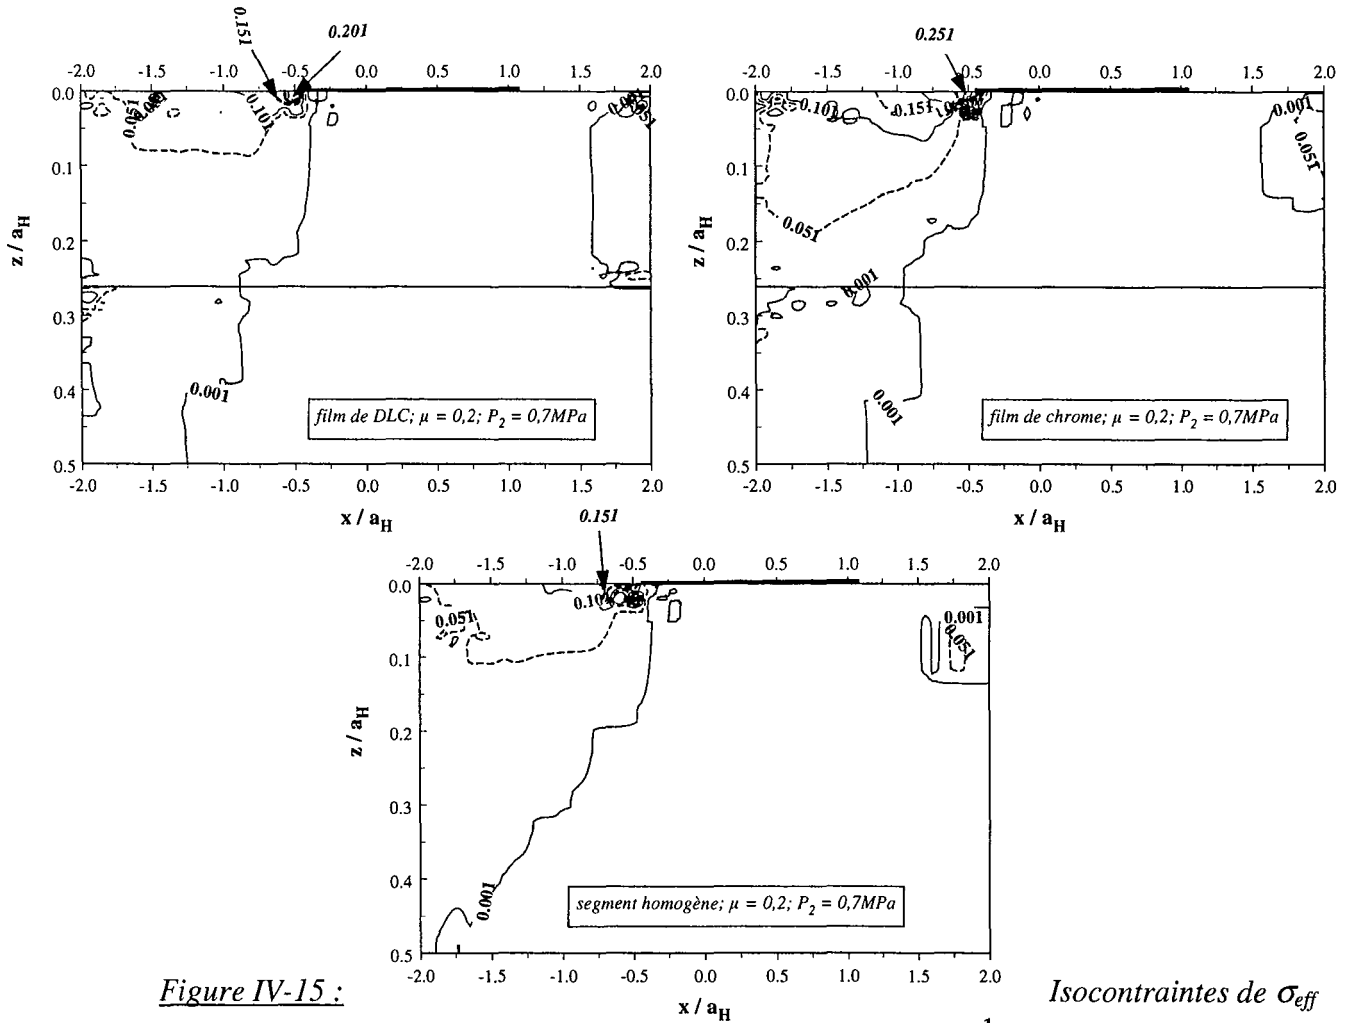 0.151
0.201
-2.0 -1.5 -1.0 -0.5 0.0 0.5 1.0 1.5 2.0
0.0
0.1
0.2
0.3
0.4
0.5
z / aH
0.051
0.101
0.001
0.001
film de DLC; μ = 0,2; P2 = 0,7MPa
-2.0 -1.5 -1.0 -0.5 0.0 0.5 1.0 1.5 2.0
x / aH
0.251
-2.0 -1.5 -1.0 -0.5 0.0 0.5 1.0 1.5 2.0
0.0
0.1
0.2
0.3
0.4
0.5
z / aH
0.101
0.151
0.001
0.051
0.051
0.001
0.001
film de chrome; μ = 0,2; P2 = 0,7MPa
-2.0 -1.5 -1.0 -0.5 0.0 0.5 1.0 1.5 2.0
x / aH
0.151
-2.0 -1.5 -1.0 -0.5 0.0 0.5 1.0 1.5 2.0
0.0
0.1
0.2
0.3
0.4
0.5
z / aH
0.051
0.101
0.001
0.051
0.001
segment homogène; μ = 0,2; P2 = 0,7MPa
-2.0 -1.5 -1.0 -0.5 0.0 0.5 1.0 1.5 2.0
x / aH
Figure IV-15 : Isocontraintes de σeff